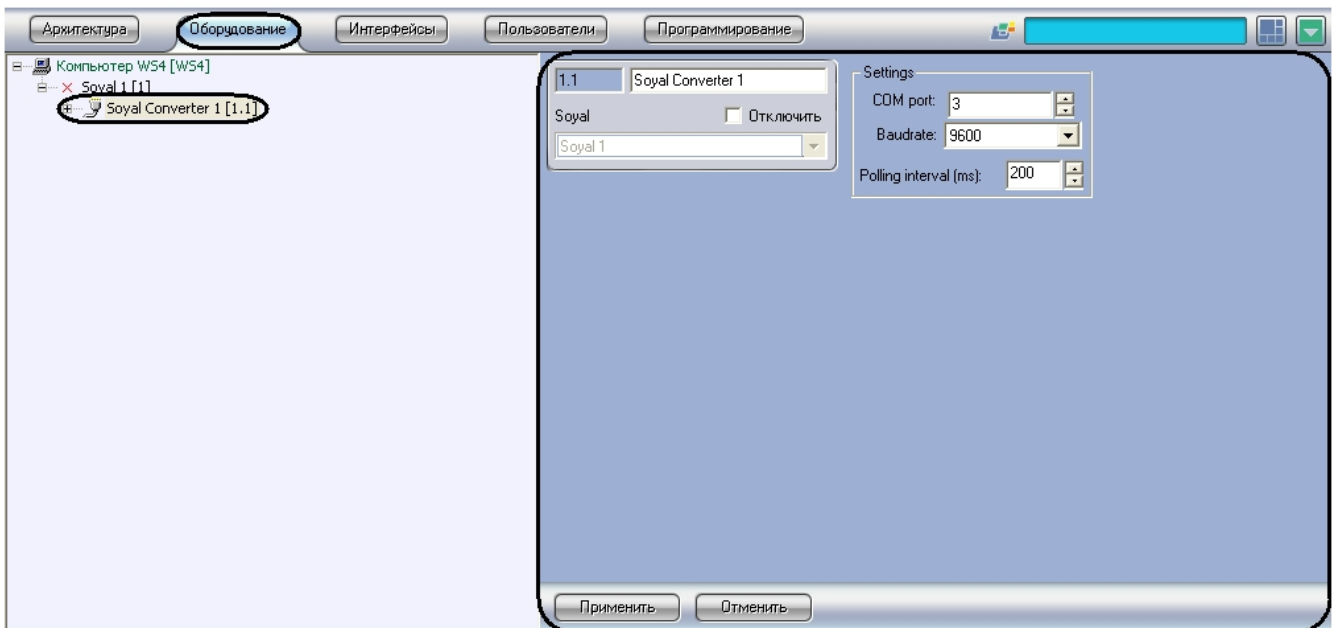 Архитектура Оборудование Интерфейсы Пользователи Программирование
Компьютер WS4 [WS4]
Soyal 1 [1]
Soyal Converter 1 [1.1]
1.1 Soyal Converter 1
Soyal Отключить
Soyal 1
Settings
COM port: 3
Baudrate: 9600
Polling interval (ms): 200
Применить Отменить